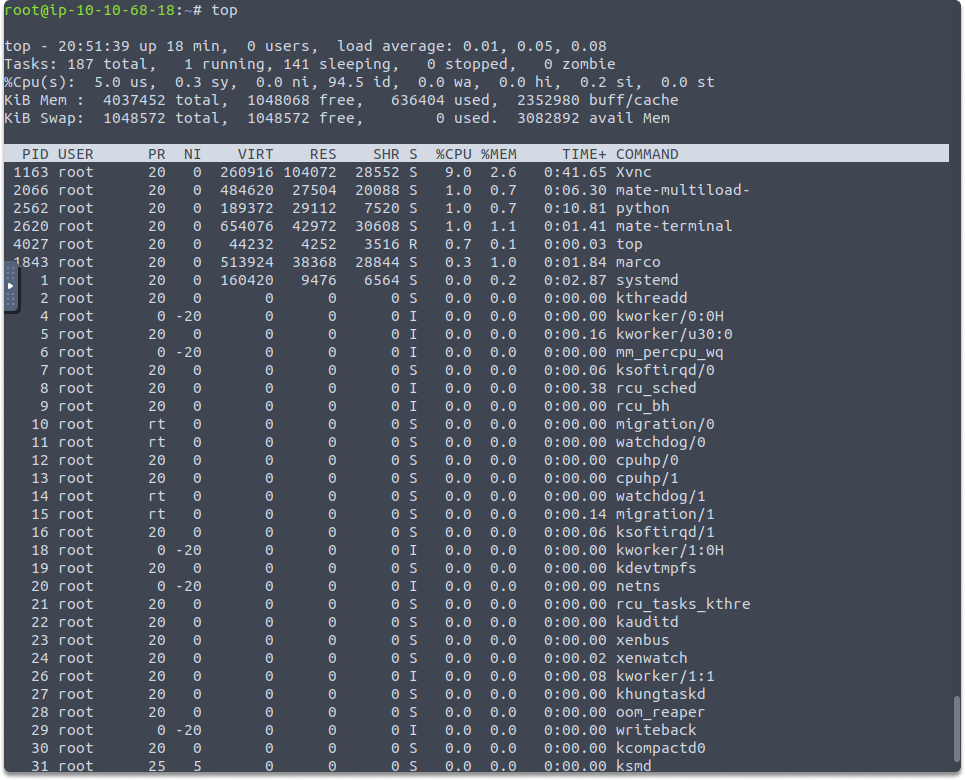 root@ip-10-10-68-18:~# top
top - 20:51:39 up 18 min,  0 users,  load average: 0.01, 0.05, 0.08
Tasks: 187 total,   1 running, 141 sleeping,   0 stopped,   0 zombie
%Cpu(s):  5.0 us,  0.3 sy,  0.0 ni, 94.5 id,  0.0 wa,  0.0 hi,  0.2 si,  0.0 st
KiB Mem :  4037452 total,  1048068 free,   636404 used,  2352980 buff/cache
KiB Swap:  1048572 total,  1048572 free,        0 used.  3082892 avail Mem
PID USER      PR  NI    VIRT    RES    SHR S  %CPU %MEM     TIME+ COMMAND
1163 root      20   0  260916 104072  28552 S   9.0  2.6   0:41.65 Xvnc
2066 root      20   0  484620  27504  20088 S   1.0  0.7   0:06.30 mate-multiload-
2562 root      20   0  189372  29112   7520 S   1.0  0.7   0:10.81 python
2620 root      20   0  654076  42972  30608 S   1.0  1.1   0:01.41 mate-terminal
4027 root      20   0   44232   4252   3516 R   0.7  0.1   0:00.03 top
1843 root      20   0  513924  38368  28844 S   0.3  1.0   0:01.84 marco
1 root      20   0  160420   9476   6564 S   0.0  0.2   0:02.87 systemd
2 root      20   0       0      0      0 S   0.0  0.0   0:00.00 kthreadd
4 root       0 -20       0      0      0 I   0.0  0.0   0:00.00 kworker/0:0H
5 root      20   0       0      0      0 I   0.0  0.0   0:00.16 kworker/u30:0
6 root       0 -20       0      0      0 I   0.0  0.0   0:00.00 mm_percpu_wq
7 root      20   0       0      0      0 S   0.0  0.0   0:00.06 ksoftirqd/0
8 root      20   0       0      0      0 I   0.0  0.0   0:00.38 rcu_sched
9 root      20   0       0      0      0 I   0.0  0.0   0:00.00 rcu_bh
10 root      rt   0       0      0      0 S   0.0  0.0   0:00.00 migration/0
11 root      rt   0       0      0      0 S   0.0  0.0   0:00.00 watchdog/0
12 root      20   0       0      0      0 S   0.0  0.0   0:00.00 cpuhp/0
13 root      20   0       0      0      0 S   0.0  0.0   0:00.00 cpuhp/1
14 root      rt   0       0      0      0 S   0.0  0.0   0:00.00 watchdog/1
15 root      rt   0       0      0      0 S   0.0  0.0   0:00.14 migration/1
16 root      20   0       0      0      0 S   0.0  0.0   0:00.06 ksoftirqd/1
18 root       0 -20       0      0      0 I   0.0  0.0   0:00.00 kworker/1:0H
19 root      20   0       0      0      0 S   0.0  0.0   0:00.00 kdevtmpfs
20 root       0 -20       0      0      0 I   0.0  0.0   0:00.00 netns
21 root      20   0       0      0      0 S   0.0  0.0   0:00.00 rcu_tasks_kthre
22 root      20   0       0      0      0 S   0.0  0.0   0:00.00 kauditd
23 root      20   0       0      0      0 S   0.0  0.0   0:00.00 xenbus
24 root      20   0       0      0      0 S   0.0  0.0   0:00.02 xenwatch
26 root      20   0       0      0      0 I   0.0  0.0   0:00.08 kworker/1:1
27 root      20   0       0      0      0 S   0.0  0.0   0:00.00 khungtaskd
28 root      20   0       0      0      0 S   0.0  0.0   0:00.00 oom_reaper
29 root       0 -20       0      0      0 I   0.0  0.0   0:00.00 writeback
30 root      20   0       0      0      0 S   0.0  0.0   0:00.00 kcompactd0
31 root      25   5       0      0      0 S   0.0  0.0   0:00.00 ksmd